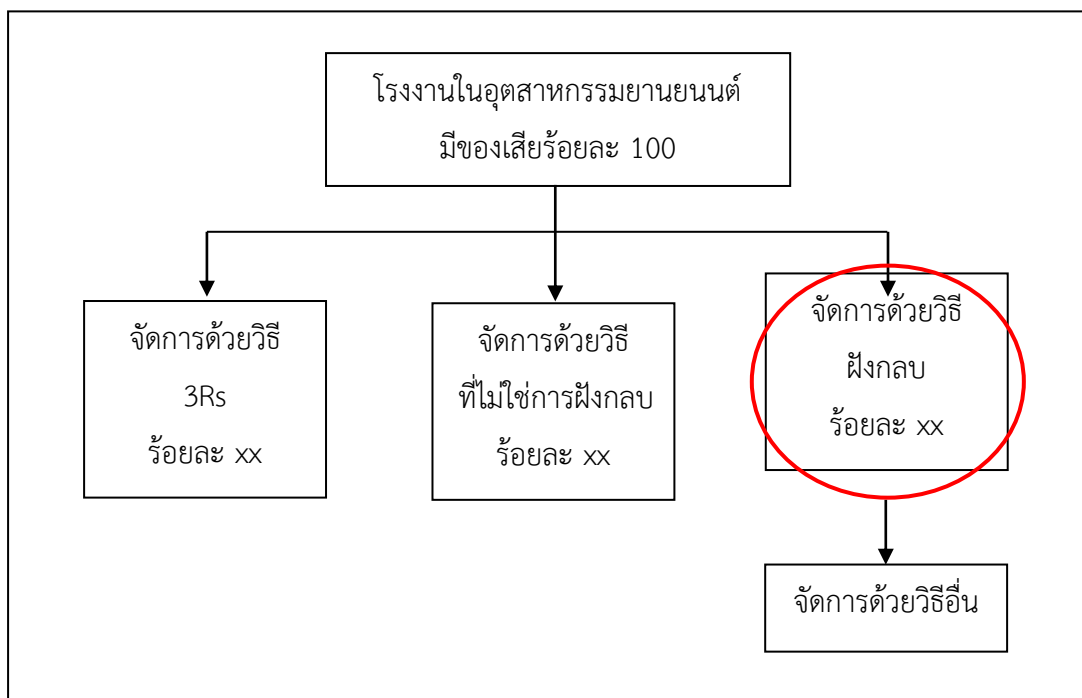 โรงงานในอุตสาหกรรมยานยนนต์
มีของเสียร้อยละ 100
จัดการด้วยวิธี
3Rs
ร้อยละ xx
จัดการด้วยวิธี
ที่ไม่ใช่การฝังกลบ
ร้อยละ xx
จัดการด้วยวิธี
ฝังกลบ
ร้อยละ xx
จัดการด้วยวิธีอื่น